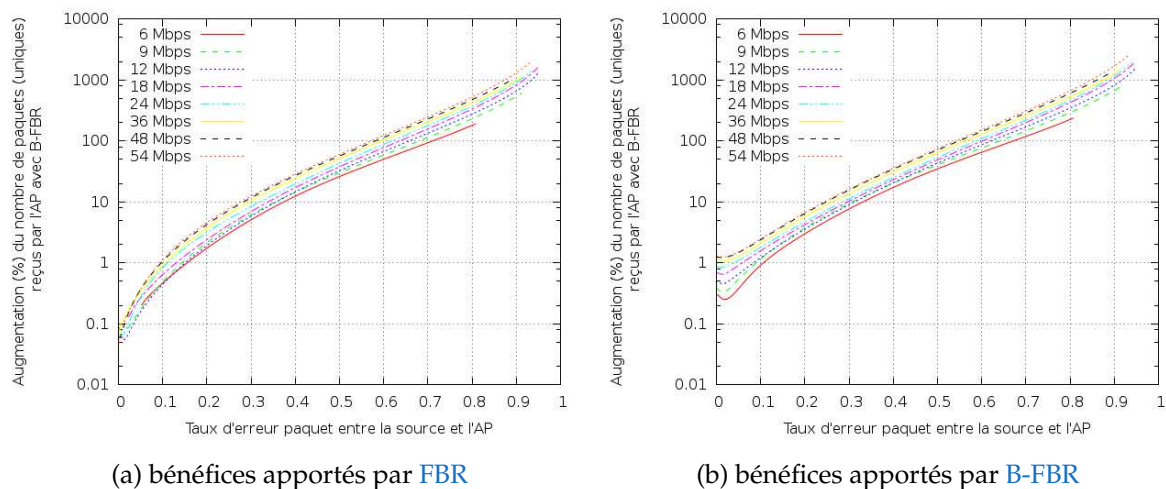 Augmentation (%) du nombre de paquets (uniques)
reçus par l'AP avec B-FBR
10000
1000
100
10
1
0.1
0.01
6 Mbps
9 Mbps
12 Mbps
18 Mbps
24 Mbps
36 Mbps
48 Mbps
54 Mbps
0 0.1 0.2 0.3 0.4 0.5 0.6 0.7 0.8 0.9 1
Taux d'erreur paquet entre la source et l'AP
(a) bénéfices apportés par FBR
Augmentation (%) du nombre de paquets (uniques)
reçus par l'AP avec B-FBR
10000
1000
100
10
1
0.1
0.01
6 Mbps
9 Mbps
12 Mbps
18 Mbps
24 Mbps
36 Mbps
48 Mbps
54 Mbps
0 0.1 0.2 0.3 0.4 0.5 0.6 0.7 0.8 0.9 1
Taux d'erreur paquet entre la source et l'AP
(b) bénéfices apportés par B-FBR